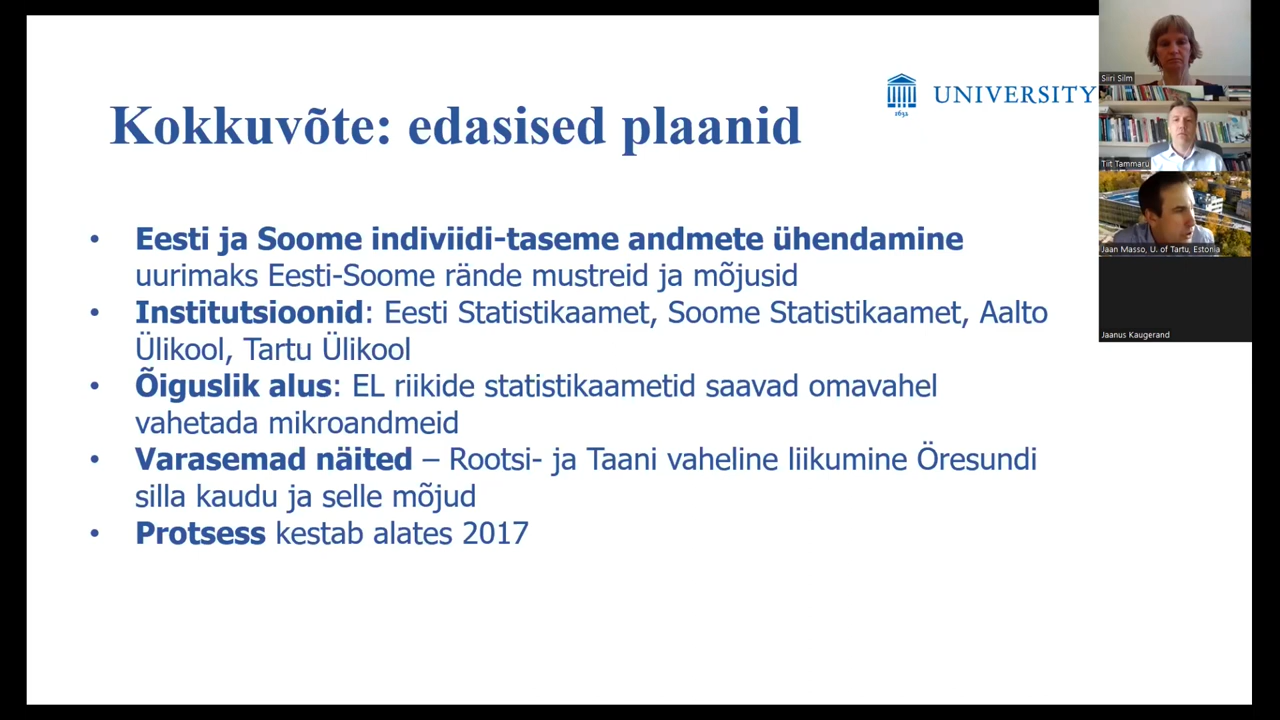 Kokkuvõte: edasised plaanid
UNIVERSITY
1632
• Eesti ja Soome indiviidi-taseme andmete ühendamine
uurimaks Eesti-Soome rände mustreid ja mõjusid
• Institutsioonid: Eesti Statistikaamet, Soome Statistikaamet, Aalto
Ülikool, Tartu Ülikool
• Õiguslik alus: EL riikide statistikaametid saavad omavahel
vahetada mikroandmeid
• Varasemad näited – Rootsi- ja Taani vaheline liikumine Öresundi
silla kaudu ja selle mõjud
• Protsess kestab alates 2017
Siiri Silm
Tiit Tammaru
Jaan Masso, U. of Tartu, Estonia
Jaanus Kaugerand